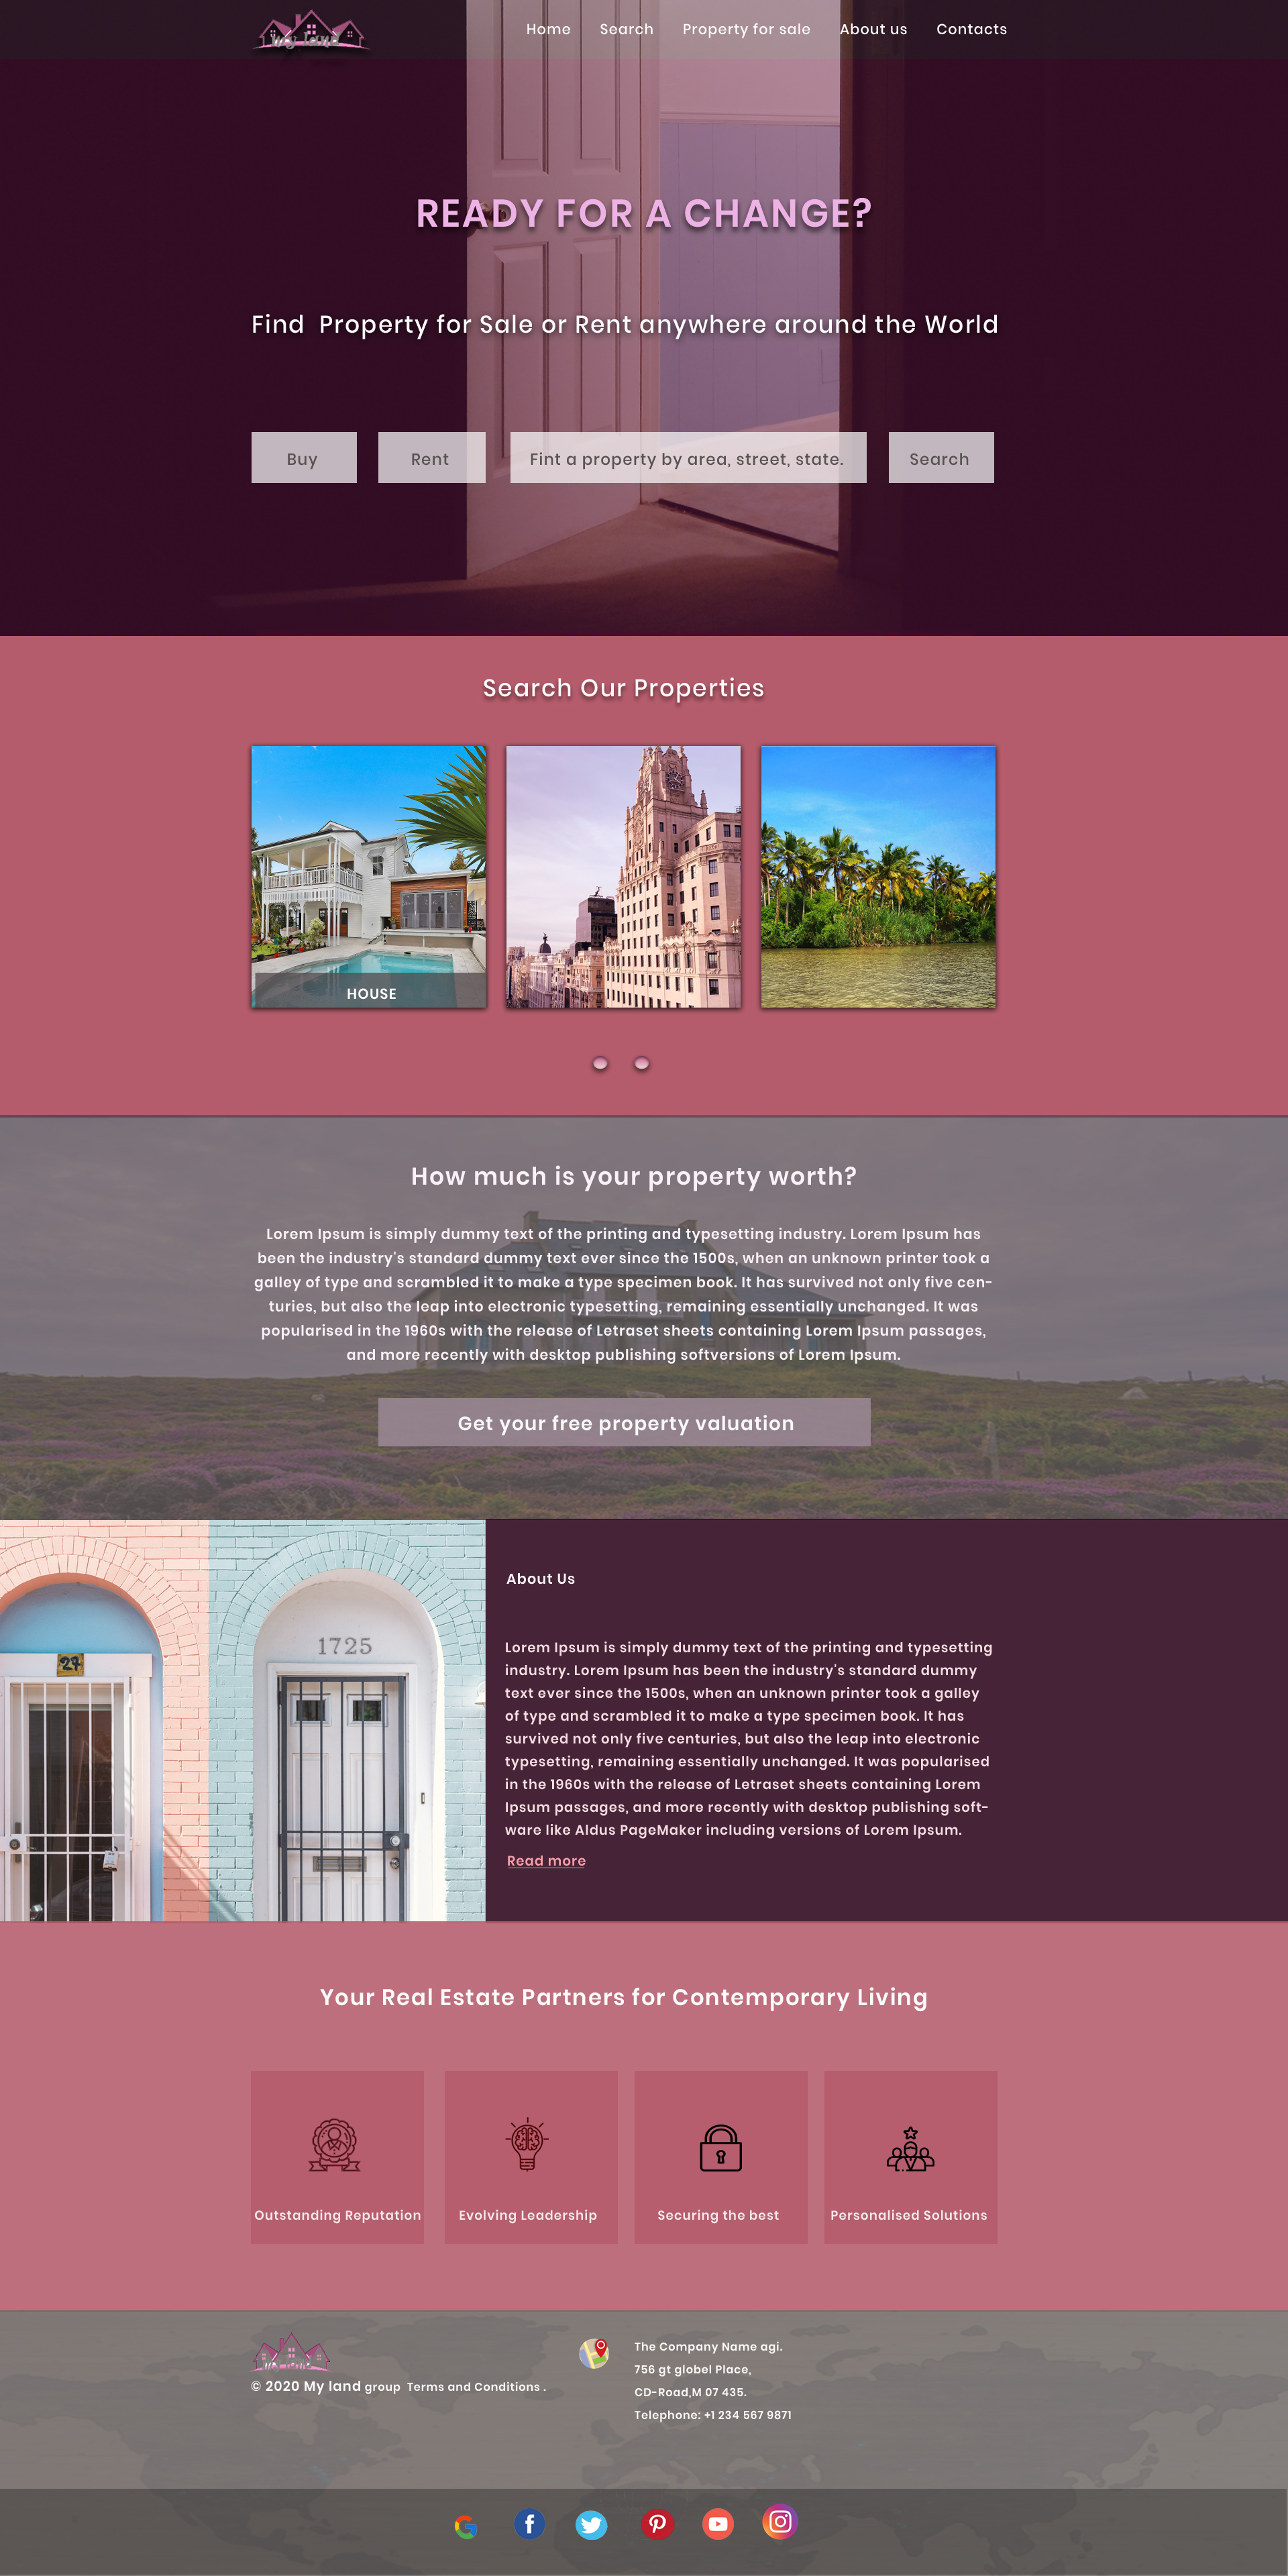 my land
Home Search Property for sale About us Contacts
READY FOR A CHANGE?
Find Property for Sale or Rent anywhere around the World
Buy Rent Fint a property by area, street, state. Search
Search Our Properties
HOUSE
How much is your property worth?
Lorem Ipsum is simply dummy text of the printing and typesetting industry. Lorem Ipsum has
been the industry's standard dummy text ever since the 1500s, when an unknown printer took a
galley of type and scrambled it to make a type specimen book. It has survived not only five cen-
turies, but also the leap into electronic typesetting, remaining essentially unchanged. It was
popularised in the 1960s with the release of Letraset sheets containing Lorem Ipsum passages,
and more recently with desktop publishing softversions of Lorem Ipsum.
Get your free property valuation
27
1725
About Us
Lorem Ipsum is simply dummy text of the printing and typesetting
industry. Lorem Ipsum has been the industry's standard dummy
text ever since the 1500s, when an unknown printer took a galley
of type and scrambled it to make a type specimen book. It has
survived not only five centuries, but also the leap into electronic
typesetting, remaining essentially unchanged. It was popularised
in the 1960s with the release of Letraset sheets containing Lorem
Ipsum passages, and more recently with desktop publishing soft-
ware like Aldus PageMaker including versions of Lorem Ipsum.
Read more
Your Real Estate Partners for Contemporary Living
Outstanding Reputation Evolving Leadership Securing the best Personalised Solutions
my land
© 2020 My land group Terms and Conditions .
The Company Name agi.
756 gt globel Place,
CD-Road,M 07 435.
Telephone: +1 234 567 9871